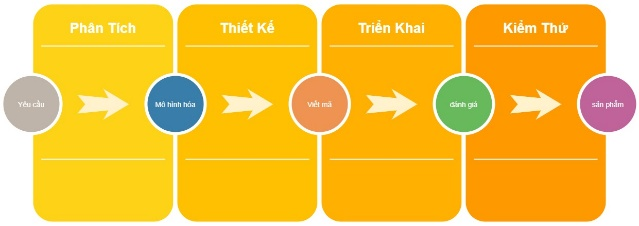 Phân Tích
Thiết Kế
Triển Khai
Kiểm Thử
Yêu cầu
Mô hình hóa
Viết mã
đánh giá
sản phẩm